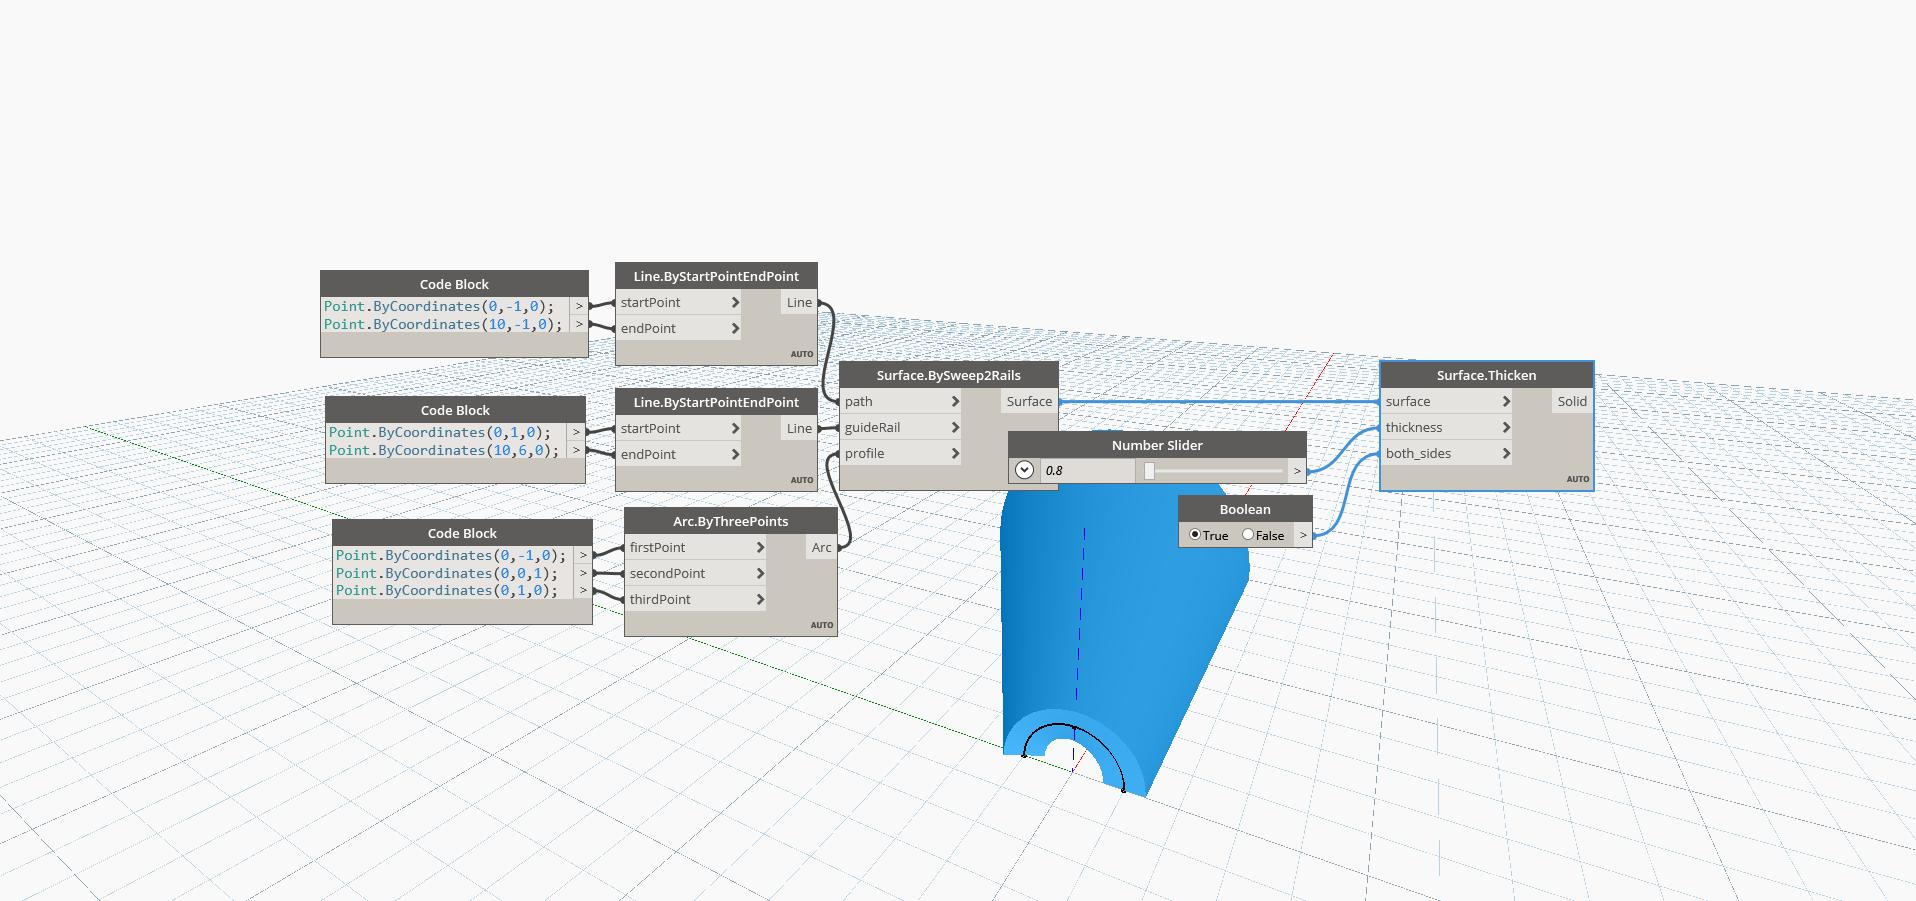 Code Block
Point.ByCoordinates(0,-1,0); >
Point.ByCoordinates(10,-1,0); >
Line.ByStartPointEndPoint
startPoint
Line
endPoint
AUTO
Code Block
Point.ByCoordinates(0,1,0); >
Point.ByCoordinates(10,6,0); >
Line.ByStartPointEndPoint
startPoint
Line
endPoint
AUTO
Code Block
Point.ByCoordinates(0,-1,0); >
Point.ByCoordinates(0,0,1); >
Point.ByCoordinates(0,1,0); >
Arc.ByThreePoints
firstPoint
Arc
secondPoint
thirdPoint
AUTO
Surface.BySweep2Rails
path
Surface
guideRail
profile
Number Slider
0.8 >
Boolean
True False >
Surface.Thicken
surface
Solid
thickness
both_sides
AUTO